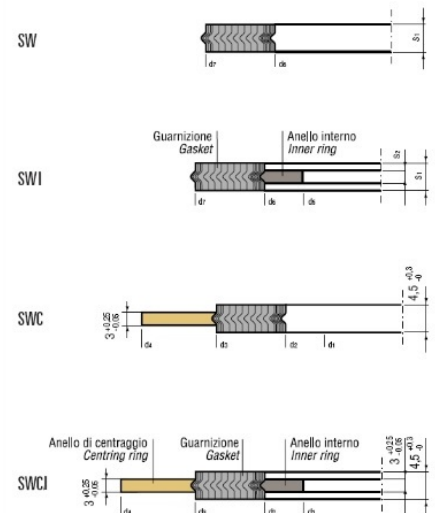 SW
S₁
d₇ d₆
Guarnizione
Gasket
Anello interno
Inner ring
SWI
S₂
S₁
d₇ d₆ d₅
SWC
3 +0,25 -0,05
4,5 +0,3 -0
d₄ d₃ d₂ d₁
Anello di centraggio
Centring ring
Guarnizione
Gasket
Anello interno
Inner ring
SWCI
3 +0,25 -0,05
3 +0,25 -0,05
4,5 +0,3 -0